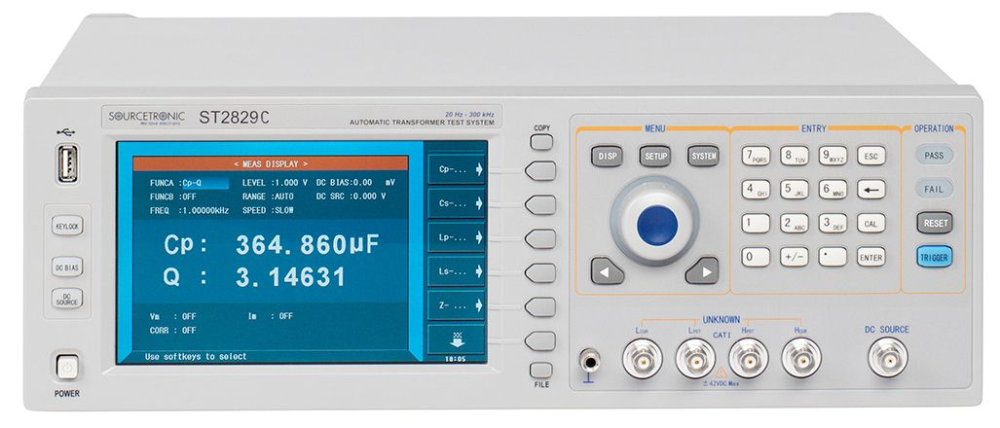 SOURCETRONIC
We love electrons
ST2829C
20 Hz - 300 kHz
AUTOMATIC TRANSFORMER TEST SYSTEM
< MEAS DISPLAY >
FUNCA :Cp-Q LEVEL :1.000 V DC BIAS:0.00 mV
FUNCB :OFF RANGE :AUTO DC SRC :0.000 V
FREQ :1.00000kHz SPEED :SLOW
Cp: 364.860µF
Q : 3.14631
Vm : OFF Im : OFF
CORR : OFF
Use softkeys to select
Cp-...
Cs-...
Lp-...
Ls-...
Z- ...
18:05
KEYLOCK
DC BIAS
DC
SOURCE
POWER
COPY
FILE
MENU
DISP SETUP SYSTEM
ENTRY
7 PQRS 8 TUV 9 WXYZ ESC
4 GHI 5 JKL 6 MNO
1 2 ABC 3 DEF CAL
0 +/- . ENTER
OPERATION
PASS
FAIL
RESET
TRIGGER
UNKNOWN
LCUR LPOT CATI HPOT HCUR
±42VDC Max
DC SOURCE